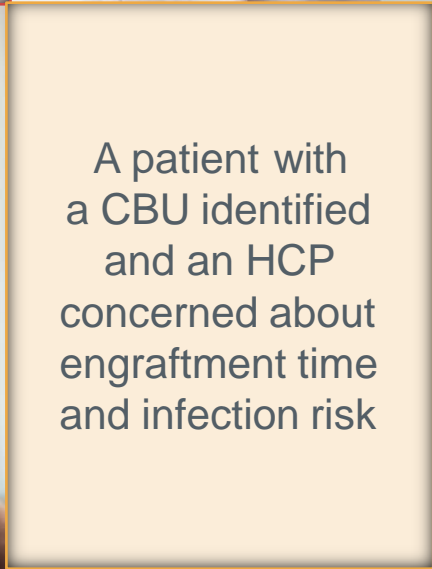 A patient with
a CBU identified
and an HCP
concerned about
engraftment time
and infection risk